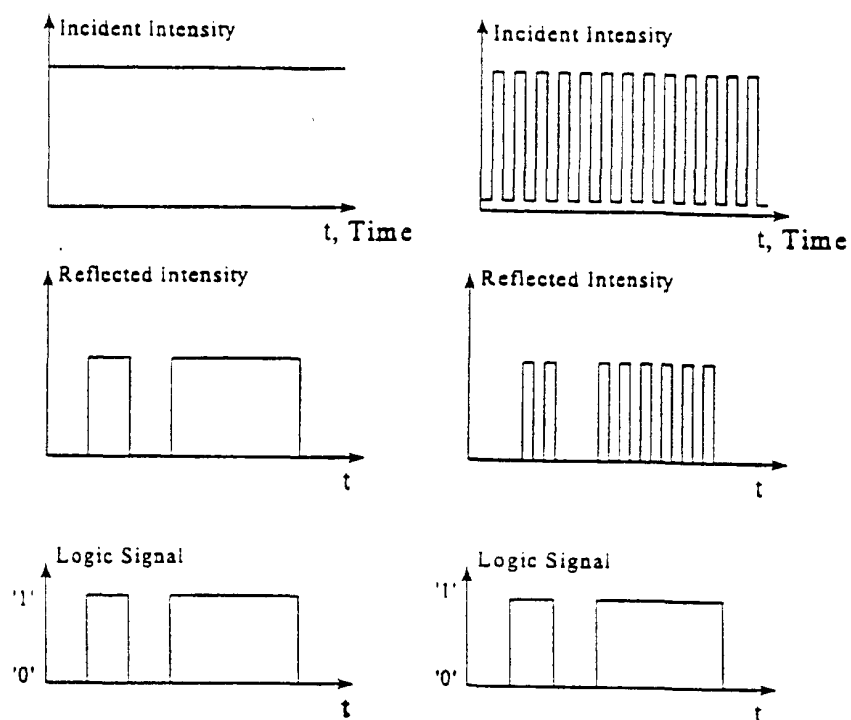 Incident Intensity
t, Time
Reflected Intensity
t
Logic Signal
'1'
'0'
t
Incident Intensity
t, Time
Reflected Intensity
t
Logic Signal
'1'
'0'
t